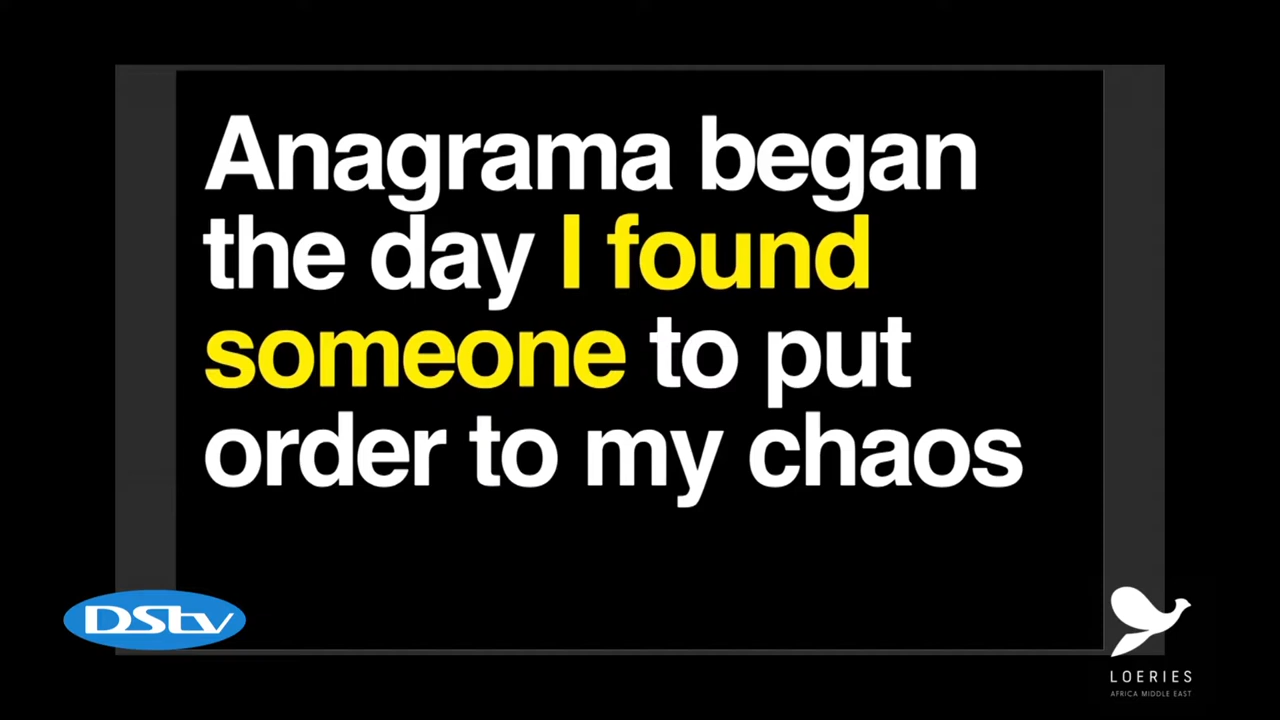 Anagrama began
the day I found
someone to put
order to my chaos
DStv
LOERIES
AFRICA MIDDLE EAST